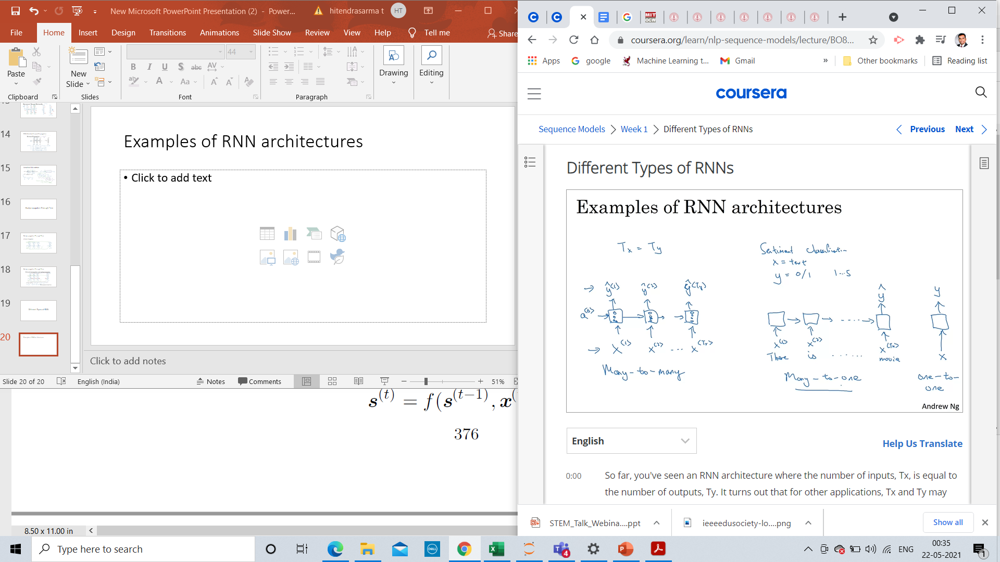 New Microsoft PowerPoint Presentation (2) - Power...
hitendrasarma t
HT
File
Home
Insert
Design
Transitions
Animations
Slide Show
Review
View
Help
Tell me
Share
Paste
Clipboard
New
Slide
Slides
44
B I U S abc AV
A Aa A A A
Font
Paragraph
Drawing
Editing
14
15
16
17
18
19
20
Examples of RNN architectures
• Click to add text
Click to add notes
Slide 20 of 20
English (India)
Notes
Comments
51%
s(t) = f(s(t−1), x(
376
8.50 x 11.00 in
coursera.org/learn/nlp-sequence-models/lecture/BO8...
Apps
google
Machine Learning t...
Gmail
»
Other bookmarks
Reading list
coursera
Sequence Models
Week 1
Different Types of RNNs
Previous
Next
Different Types of RNNs
Examples of RNN architectures
Tx = Ty
ŷ<1> ŷ<2> ŷ<Ty>
a<0>
x<1> x<2> ... x<Tx>
Many-to-many
Sentiment classification
x = text
y = 0/1 1...5
ŷ
x<1> x<2> x<Tx>
There is ...... movie
Many-to-one
y
x
one-to-
one
Andrew Ng
English
Help Us Translate
0:00
So far, you've seen an RNN architecture where the number of inputs, Tx, is equal to
the number of outputs, Ty. It turns out that for other applications, Tx and Ty may
STEM_Talk_Webina....ppt
ieeeedusociety-lo....png
Show all
Type here to search
DELL
4
ENG
00:35
22-05-2021
1